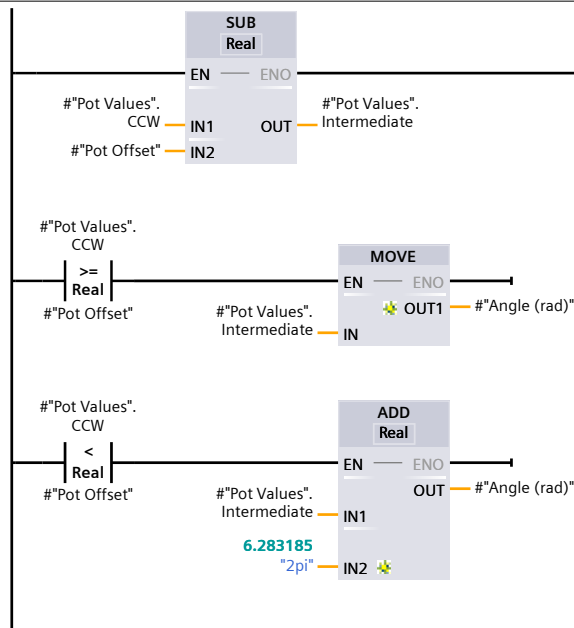 SUB
Real
EN
ENO
#"Pot Values".
CCW
IN1
OUT
#"Pot Values".
Intermediate
#"Pot Offset"
IN2
#"Pot Values".
CCW
>=
Real
#"Pot Offset"
MOVE
EN
ENO
#"Pot Values".
Intermediate
IN
OUT1
#"Angle (rad)"
#"Pot Values".
CCW
<
Real
#"Pot Offset"
ADD
Real
EN
ENO
OUT
#"Angle (rad)"
#"Pot Values".
Intermediate
IN1
6.283185
"2pi"
IN2